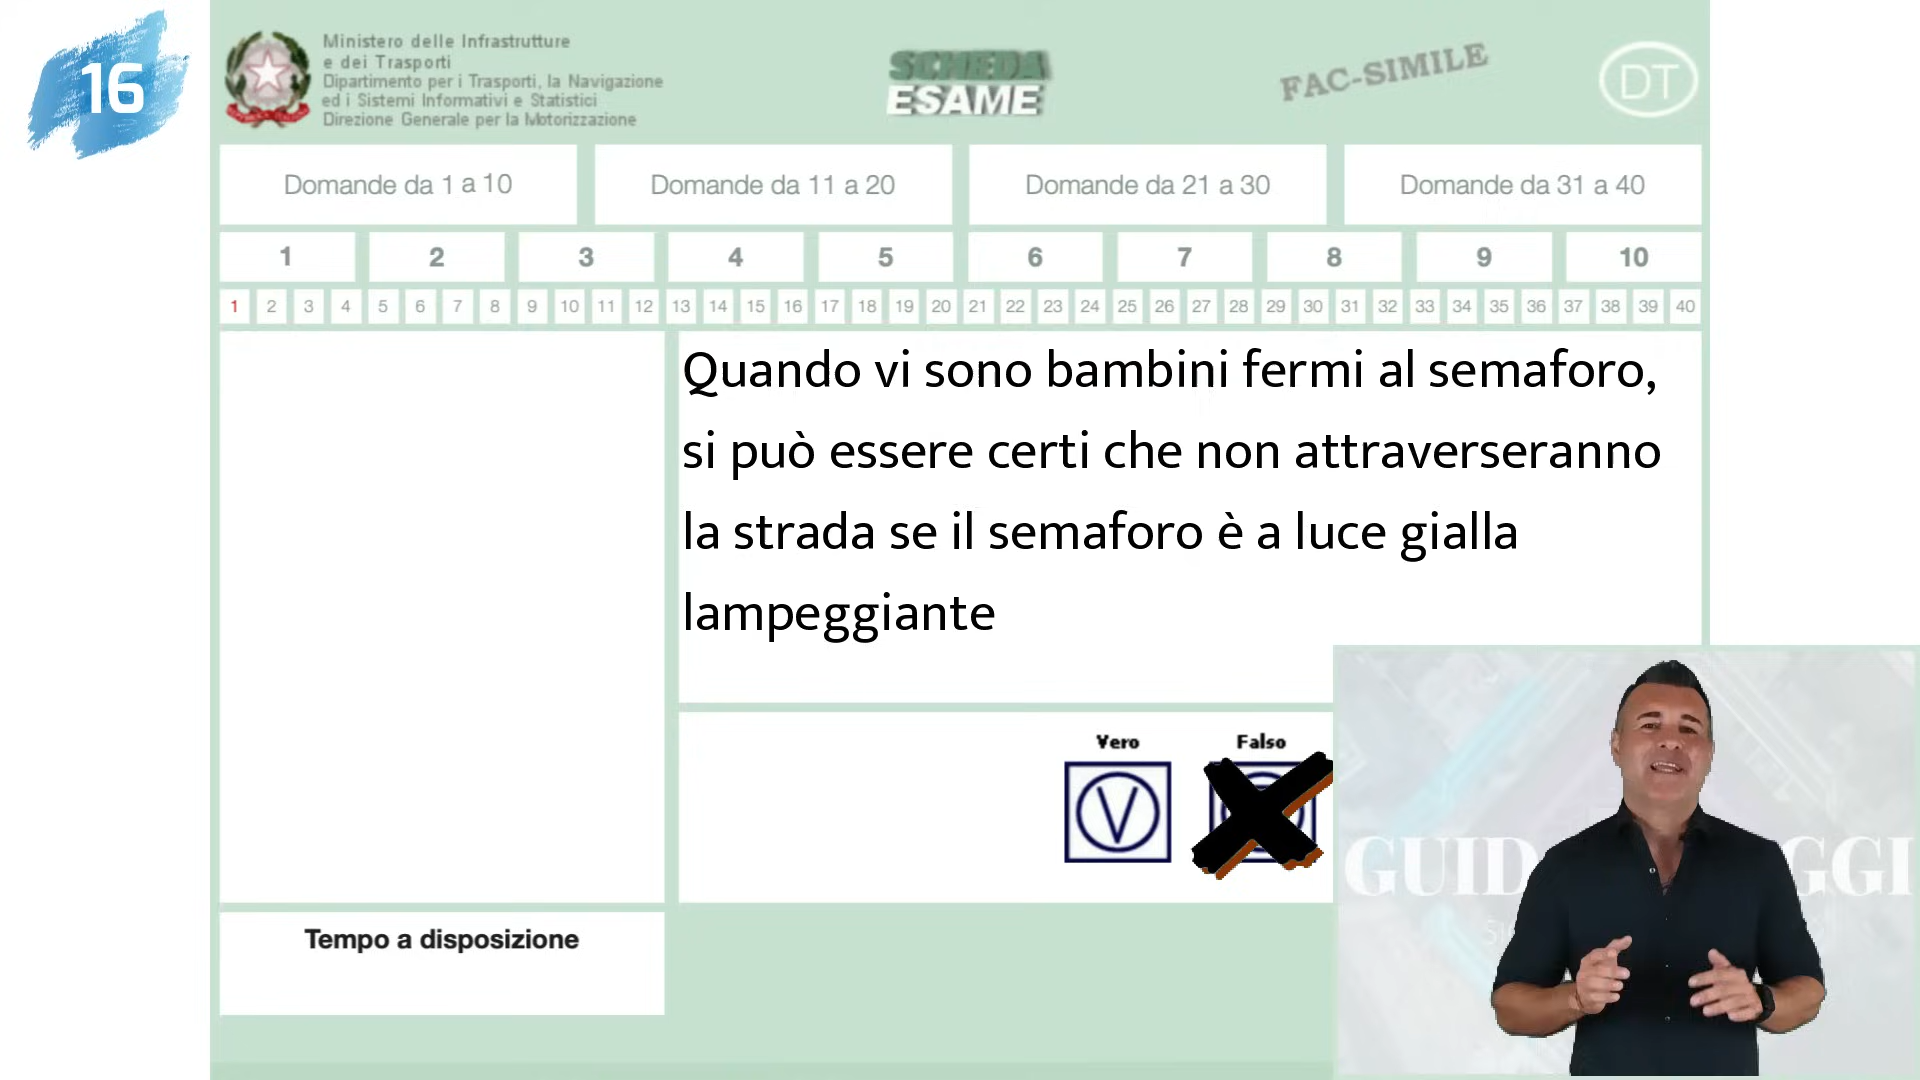 16
Ministero delle Infrastrutture
e dei Trasporti
Dipartimento per i Trasporti, la Navigazione
ed i Sistemi Informativi e Statistici
Direzione Generale per la Motorizzazione
SCHEDA
ESAME
FAC-SIMILE
DT
Domande da 1 a 10 Domande da 11 a 20 Domande da 21 a 30 Domande da 31 a 40
1 2 3 4 5 6 7 8 9 10
1 2 3 4 5 6 7 8 9 10 11 12 13 14 15 16 17 18 19 20 21 22 23 24 25 26 27 28 29 30 31 32 33 34 35 36 37 38 39 40
Quando vi sono bambini fermi al semaforo,
si può essere certi che non attraverseranno
la strada se il semaforo è a luce gialla
lampeggiante
Vero Falso
V
Tempo a disposizione